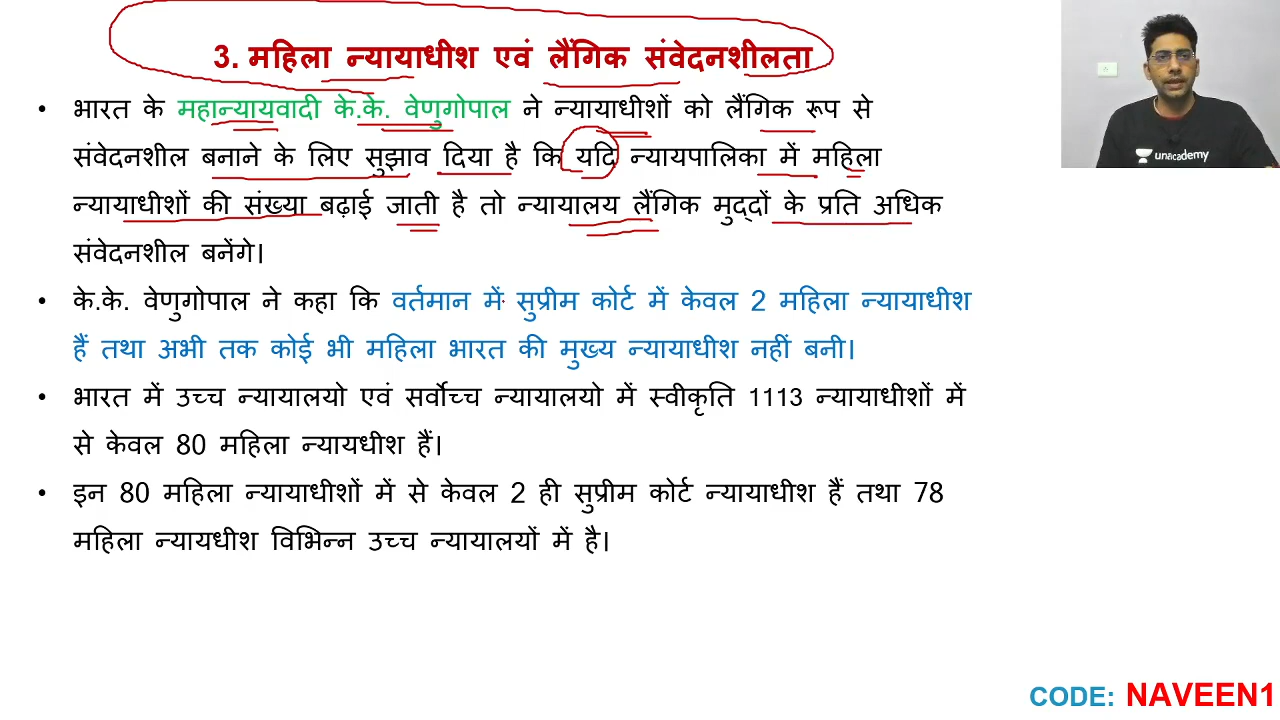 3. महिला न्यायाधीश एवं लैंगिक संवेदनशीलता
• भारत के महान्यायवादी के.के. वेणुगोपाल ने न्यायाधीशों को लैंगिक रूप से
संवेदनशील बनाने के लिए सुझाव दिया है कि यदि न्यायपालिका में महिला
न्यायाधीशों की संख्या बढ़ाई जाती है तो न्यायालय लैंगिक मुद्दों के प्रति अधिक
संवेदनशील बनेंगे।
• के.के. वेणुगोपाल ने कहा कि वर्तमान में सुप्रीम कोर्ट में केवल 2 महिला न्यायाधीश
हैं तथा अभी तक कोई भी महिला भारत की मुख्य न्यायाधीश नहीं बनी।
• भारत में उच्च न्यायालयो एवं सर्वोच्च न्यायालयो में स्वीकृति 1113 न्यायाधीशों में
से केवल 80 महिला न्यायधीश हैं।
• इन 80 महिला न्यायाधीशों में से केवल 2 ही सुप्रीम कोर्ट न्यायाधीश हैं तथा 78
महिला न्यायधीश विभिन्न उच्च न्यायालयों में है।
unacademy
CODE: NAVEEN1